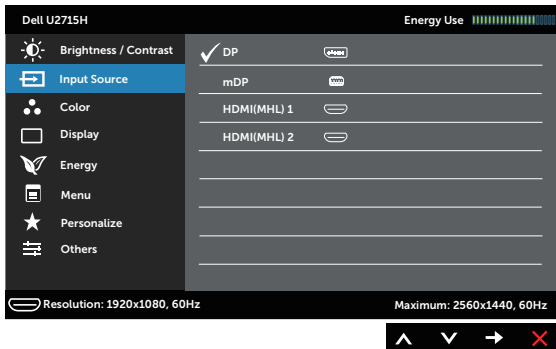 Dell U2715H Energy Use
Brightness / Contrast DP
Input Source mDP
Color HDMI(MHL) 1
Display HDMI(MHL) 2
Energy
Menu
Personalize
Others
Resolution: 1920x1080, 60Hz Maximum: 2560x1440, 60Hz